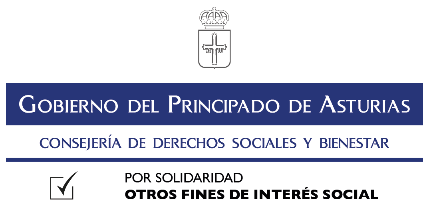 GOBIERNO DEL PRINCIPADO DE ASTURIAS
CONSEJERÍA DE DERECHOS SOCIALES Y BIENESTAR
POR SOLIDARIDAD
OTROS FINES DE INTERÉS SOCIAL